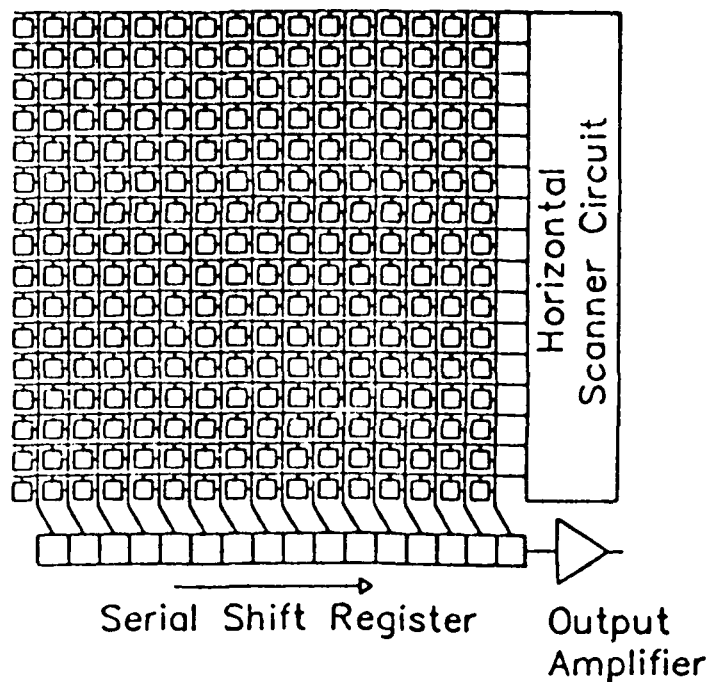 Horizontal
Scanner Circuit
Serial Shift Register
Output
Amplifier